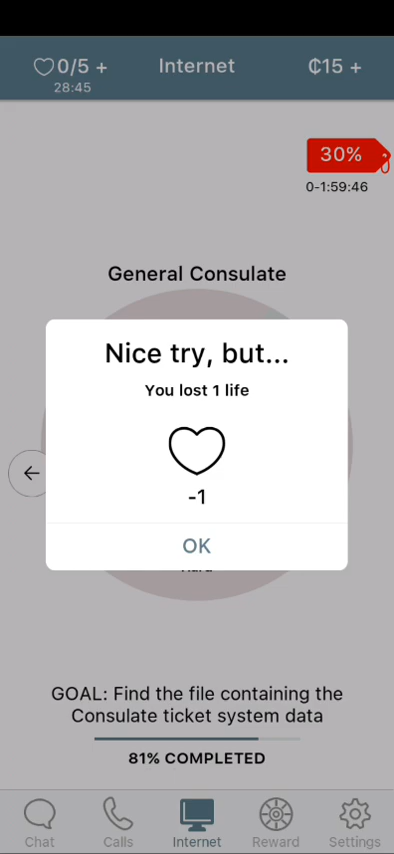 0/5 +
Internet
₵15 +
28:45
30%
0-1:59:46
General Consulate
Nice try, but...
You lost 1 life
-1
OK
GOAL: Find the file containing the
Consulate ticket system data
81% COMPLETED
Chat
Calls
Internet
Reward
Settings